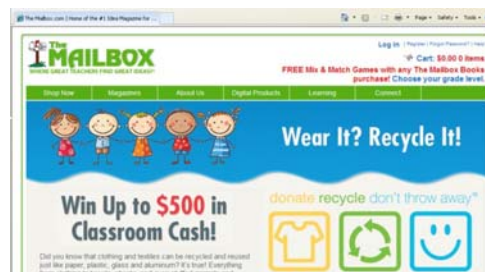 The Mailbox.com | Home of the #1 Idea Magazine for ...
Page
Safety
Tools
The
MAILBOX
WHERE GREAT TEACHERS FIND GREAT IDEAS®
Log In | Register | Forgot Password? | Help
Cart: $0.00 0 items
FREE Mix & Match Games with any The Mailbox Books
purchase! Choose your grade level.
Shop Now
Magazines
About Us
Digital Products
Learning
Connect
Wear It? Recycle It!
Win Up to $500 in
Classroom Cash!
donate recycle don't throw away
Did you know that clothing and textiles can be recycled and reused
just like paper, plastic, glass and aluminum? It's true! Everything